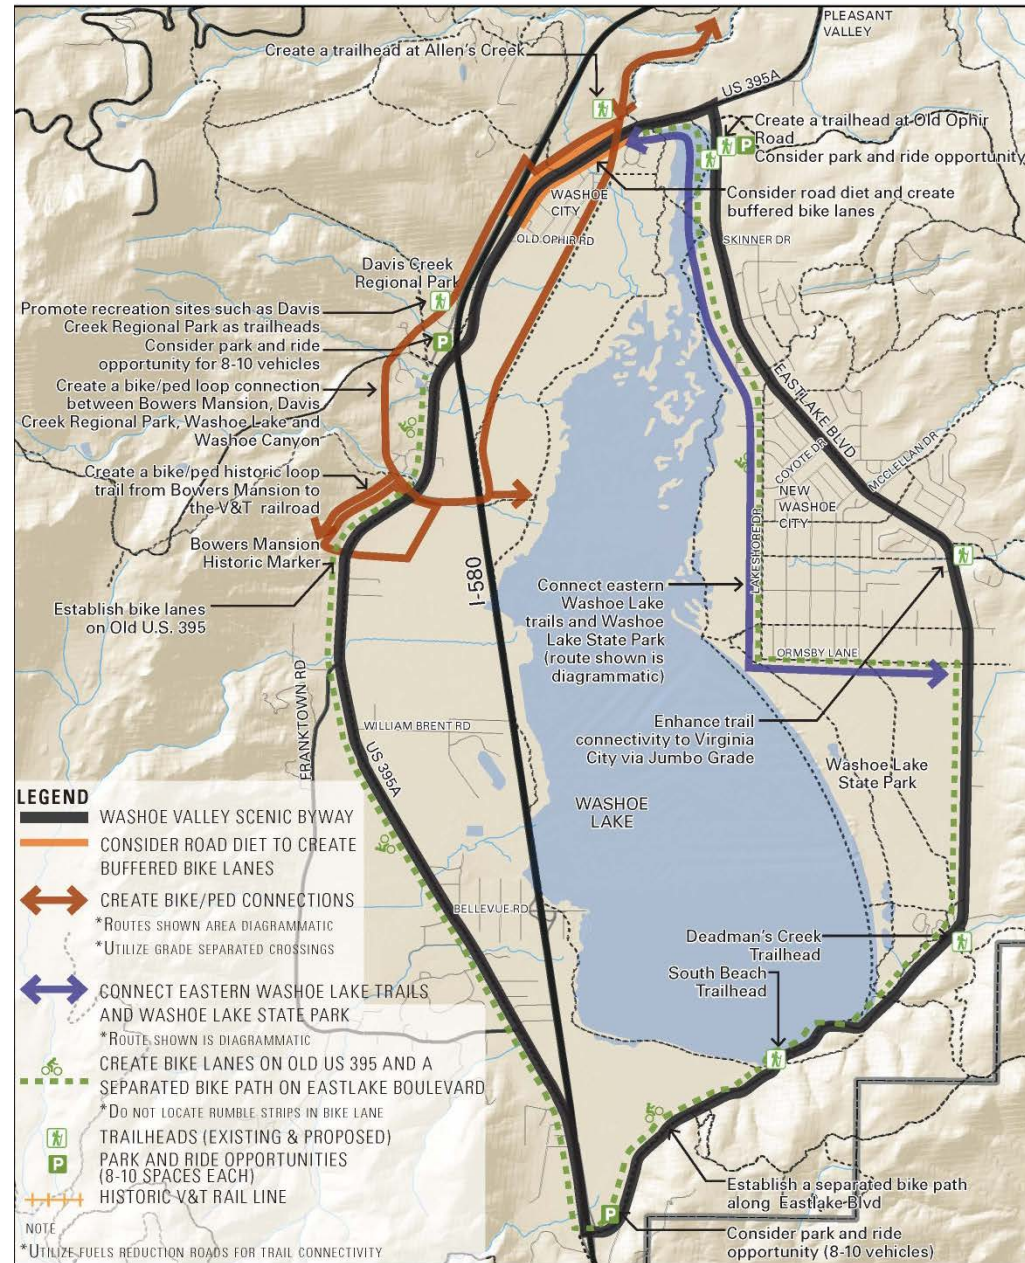 PLEASANT
VALLEY
Create a trailhead at Allen's Creek
US 395A
Create a trailhead at Old Ophir
Road
Consider park and ride opportunity
Consider road diet and create
buffered bike lanes
WASHOE
CITY
OLD OPHIR RD
SKINNER DR
Davis Creek
Regional Park
Promote recreation sites such as Davis
Creek Regional Park as trailheads
Consider park and ride
opportunity for 8-10 vehicles
Create a bike/ped loop connection
between Bowers Mansion, Davis
Creek Regional Park, Washoe Lake and
Washoe Canyon
Create a bike/ped historic loop
trail from Bowers Mansion to
the V&T railroad
Bowers Mansion
Historic Marker
Establish bike lanes
on Old U.S. 395
EASTLAKE BLVD
COYOTE DR
MCCLELLAN DR
NEW
WASHOE
CITY
LAKESHORE DR
I-580
Connect eastern
Washoe Lake
trails and Washoe
Lake State Park
(route shown is
diagrammatic)
ORMSBY LANE
FRANKTOWN RD
WILLIAM BRENT RD
US 395A
Enhance trail
connectivity to Virginia
City via Jumbo Grade
Washoe Lake
State Park
WASHOE
LAKE
BELLEVUE RD
Deadman's Creek
Trailhead
South Beach
Trailhead
Establish a separated bike path
along Eastlake Blvd
P
P
P
Consider park and ride
opportunity (8-10 vehicles)
LEGEND
WASHOE VALLEY SCENIC BYWAY
CONSIDER ROAD DIET TO CREATE
BUFFERED BIKE LANES
CREATE BIKE/PED CONNECTIONS
*ROUTES SHOWN AREA DIAGRAMMATIC
*UTILIZE GRADE SEPARATED CROSSINGS
CONNECT EASTERN WASHOE LAKE TRAILS
AND WASHOE LAKE STATE PARK
*ROUTE SHOWN IS DIAGRAMMATIC
CREATE BIKE LANES ON OLD US 395 AND A
SEPARATED BIKE PATH ON EASTLAKE BOULEVARD
*DO NOT LOCATE RUMBLE STRIPS IN BIKE LANE
TRAILHEADS (EXISTING & PROPOSED)
P PARK AND RIDE OPPORTUNITIES
(8-10 SPACES EACH)
HISTORIC V&T RAIL LINE
NOTE
*UTILIZE FUELS REDUCTION ROADS FOR TRAIL CONNECTIVITY